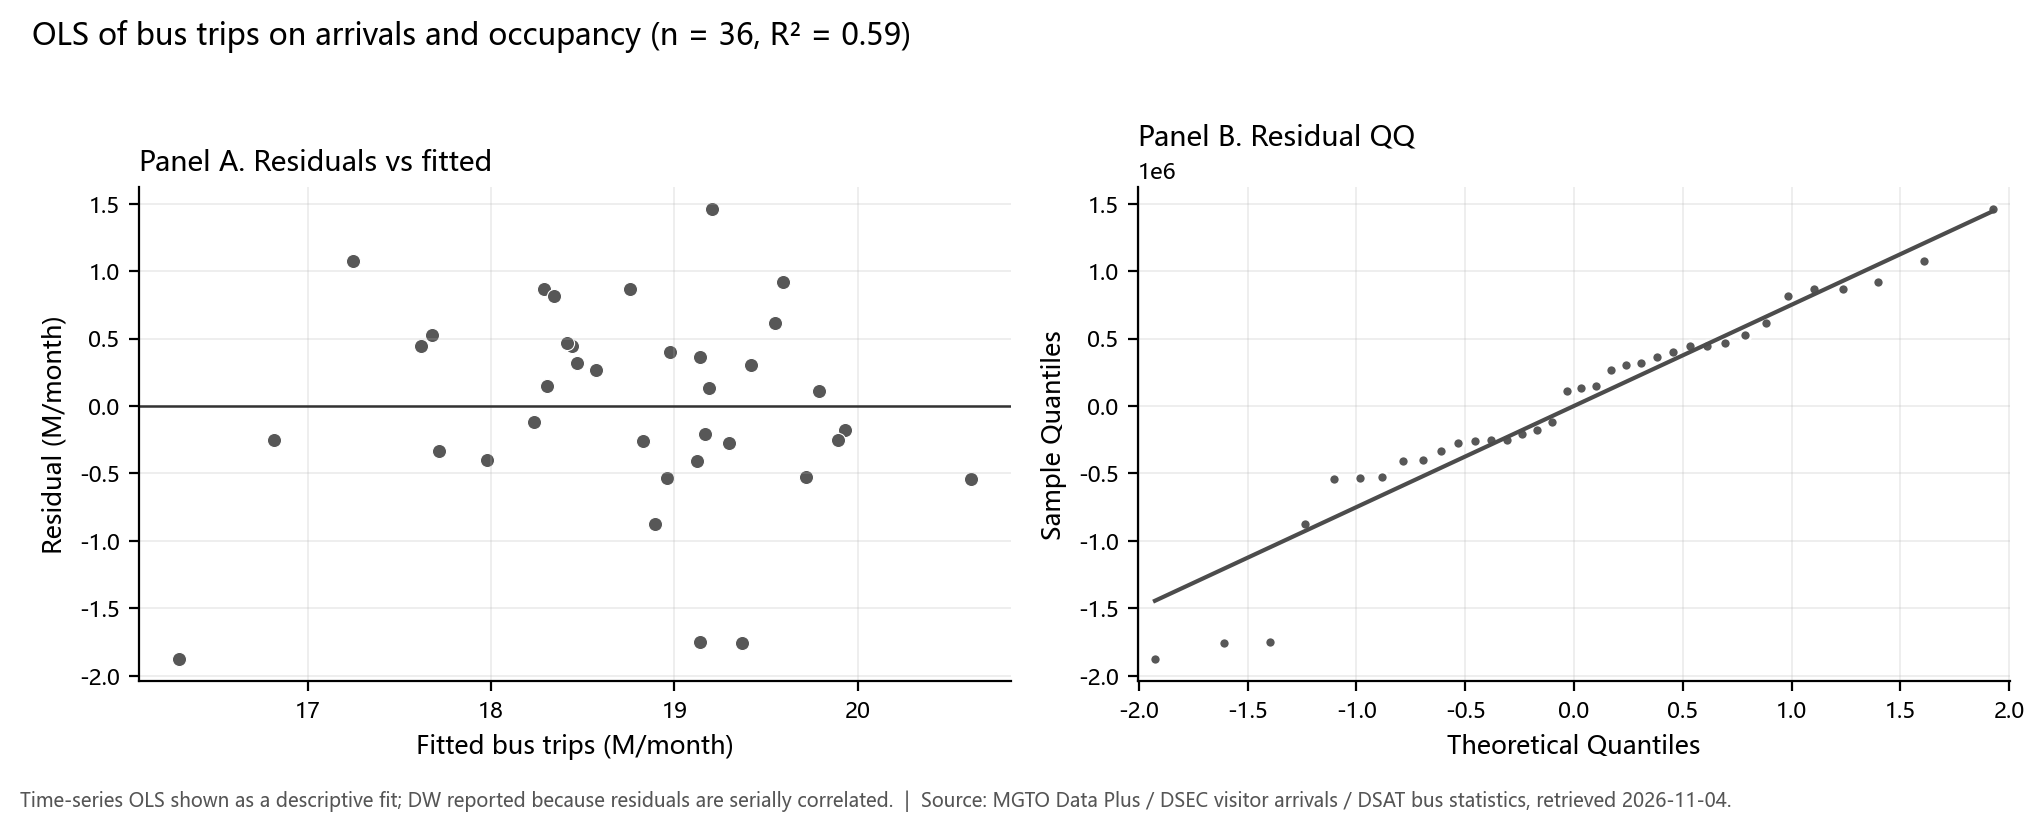 OLS of bus trips on arrivals and occupancy (n = 36, R² = 0.59)
Panel A. Residuals vs fitted
1.5
1.0
0.5
0.0
-0.5
-1.0
-1.5
-2.0
Residual (M/month)
17 18 19 20
Fitted bus trips (M/month)
Panel B. Residual QQ
1e6
1.5
1.0
0.5
0.0
-0.5
-1.0
-1.5
-2.0
Sample Quantiles
-2.0 -1.5 -1.0 -0.5 0.0 0.5 1.0 1.5 2.0
Theoretical Quantiles
Time-series OLS shown as a descriptive fit; DW reported because residuals are serially correlated. | Source: MGTO Data Plus / DSEC visitor arrivals / DSAT bus statistics, retrieved 2026-11-04.